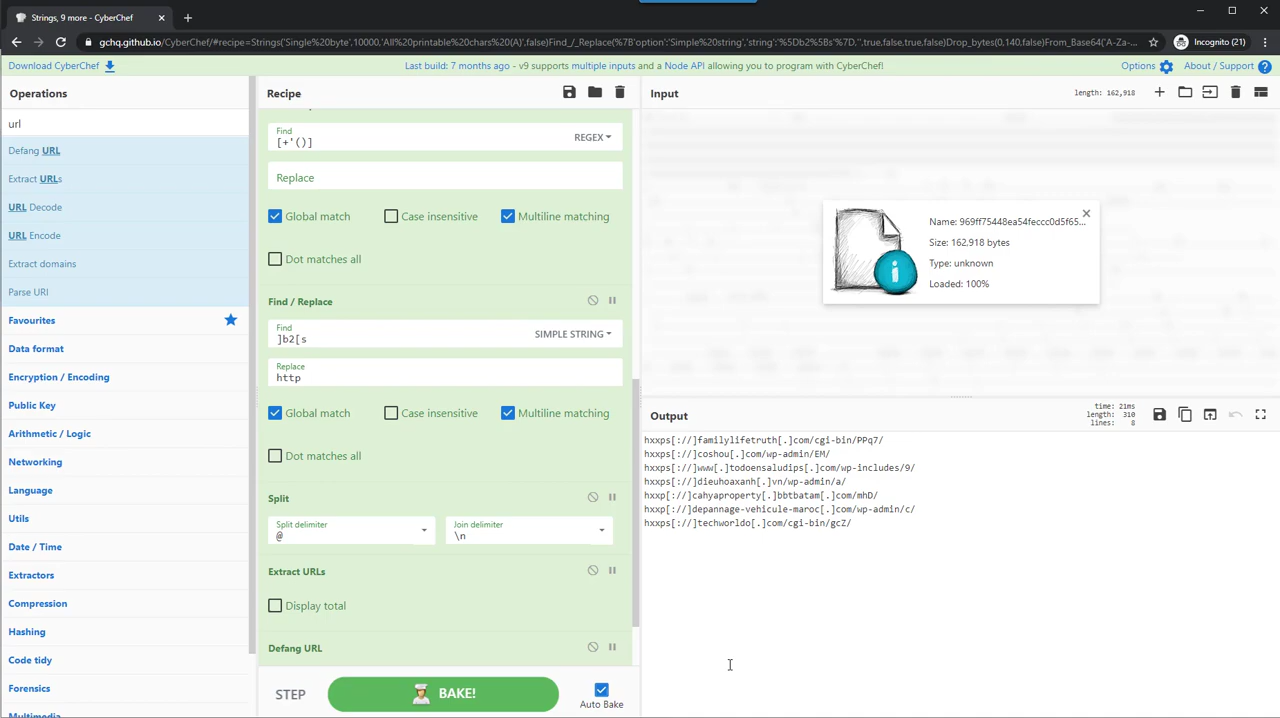 Strings, 9 more - CyberChef
gchq.github.io/CyberChef/#recipe=Strings('Single%20byte',10000,'All%20printable%20chars%20(A)',false)Find_/_Replace(%7B'option':'Simple%20string','string':'%5Db2%5Bs'%7D,'',true,false,true,false)Drop_bytes(0,140,false)From_Base64('A-Za-...
Incognito (21)
Download CyberChef
Last build: 7 months ago - v9 supports multiple inputs and a Node API allowing you to program with CyberChef!
Options
About / Support
Operations
url
Defang URL
Extract URLs
URL Decode
URL Encode
Extract domains
Parse URI
Favourites
Data format
Encryption / Encoding
Public Key
Arithmetic / Logic
Networking
Language
Utils
Date / Time
Extractors
Compression
Hashing
Code tidy
Forensics
Multimedia
Recipe
Find
[+'()]
REGEX
Replace
Global match
Case insensitive
Multiline matching
Dot matches all
Find / Replace
Find
]b2[s
SIMPLE STRING
Replace
http
Global match
Case insensitive
Multiline matching
Dot matches all
Split
Split delimiter
@
Join delimiter
\n
Extract URLs
Display total
Defang URL
STEP
BAKE!
Auto Bake
Input
length: 162,918
Name: 969ff75448ea54feccc0d5f65...
Size: 162,918 bytes
Type: unknown
Loaded: 100%
Output
time: 21ms
length: 310
lines: 8
hxxps[://]familylifetruth[.]com/cgi-bin/PPq7/
hxxps[://]coshou[.]com/wp-admin/EM/
hxxps[://]www[.]todoensaludips[.]com/wp-includes/9/
hxxps[://]dieuhoaxanh[.]vn/wp-admin/a/
hxxp[://]cahyaproperty[.]bbtbatam[.]com/mhD/
hxxp[://]depannage-vehicule-maroc[.]com/wp-admin/c/
hxxps[://]techworldo[.]com/cgi-bin/gcZ/